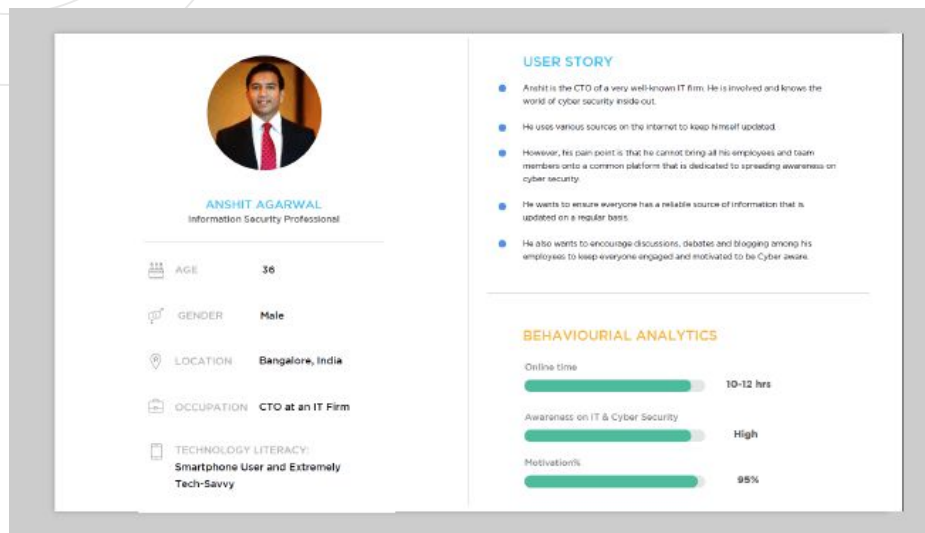 ANSHIT AGARWAL
Information Security Professional
AGE 36
GENDER Male
LOCATION Bangalore, India
OCCUPATION CTO at an IT Firm
TECHNOLOGY LITERACY:
Smartphone User and Extremely
Tech-Savvy
USER STORY
Anshit is the CTO of a very well-known IT firm. He is involved and knows the
world of cyber security inside out.
He uses various sources on the internet to keep himself updated.
However, his pain point is that he cannot bring all his employees and team
members onto a common platform that is dedicated to spreading awareness on
cyber security.
He wants to ensure everyone has a reliable source of information that is
updated on a regular basis.
He also wants to encourage discussions, debates and blogging among his
employees to keep everyone engaged and motivated to be Cyber aware.
BEHAVIOURIAL ANALYTICS
Online time
10-12 hrs
Awareness on IT & Cyber Security
High
Motivation%
95%